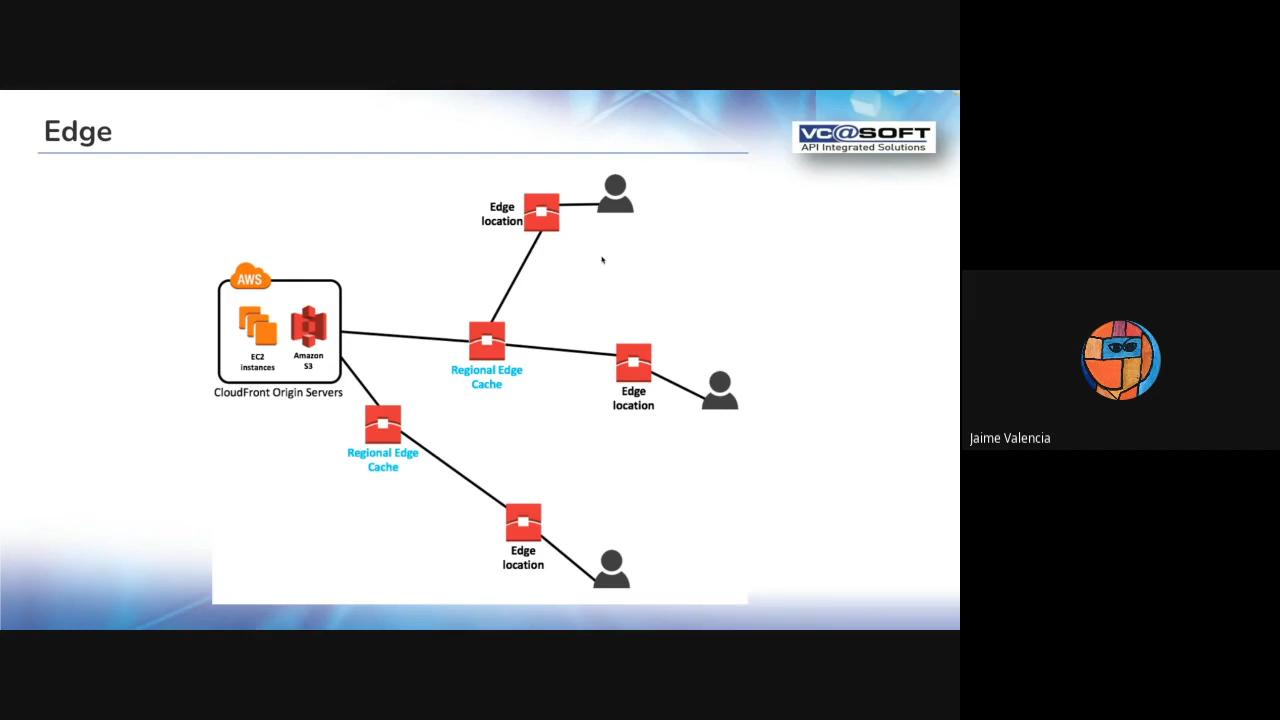 Edge
VC@SOFT
API Integrated Solutions
Edge
location
AWS
EC2
instances
Amazon
S3
CloudFront Origin Servers
Regional Edge
Cache
Edge
location
Regional Edge
Cache
Edge
location
Jaime Valencia